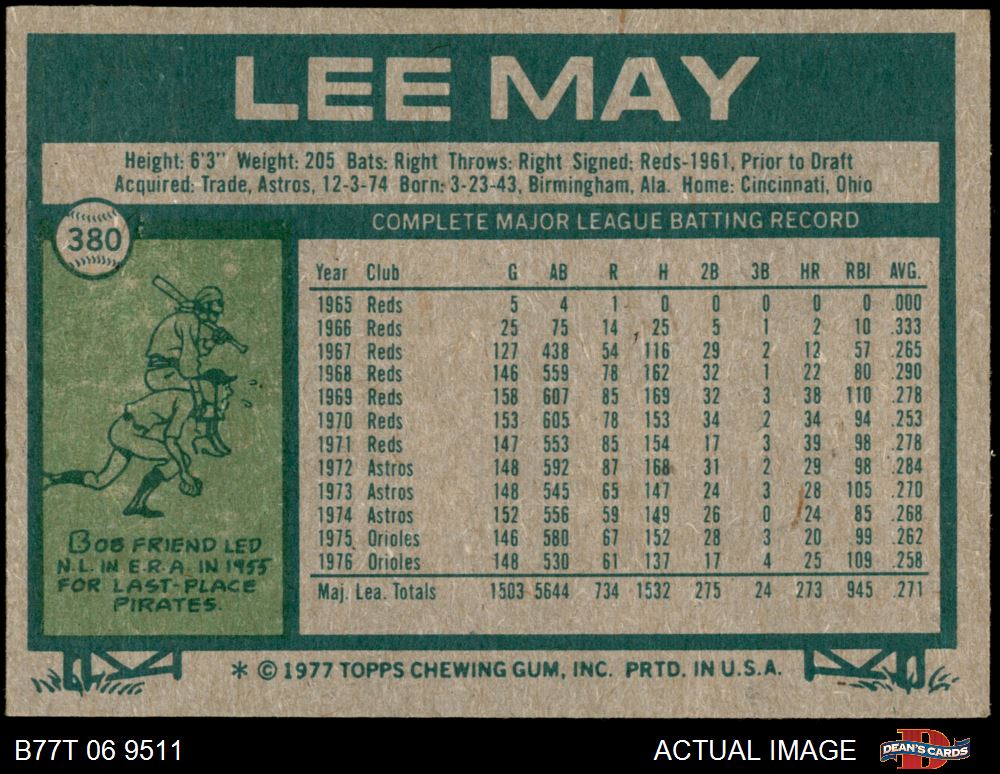 LEE MAY
Height: 6'3" Weight: 205 Bats: Right Throws: Right Signed: Reds-1961, Prior to Draft
Acquired: Trade, Astros, 12-3-74 Born: 3-23-43, Birmingham, Ala. Home: Cincinnati, Ohio
380
COMPLETE MAJOR LEAGUE BATTING RECORD
Year Club G AB R H 2B 3B HR RBI AVG.
1965 Reds 5 4 1 0 0 0 0 0 .000
1966 Reds 25 75 14 25 5 1 2 10 .333
1967 Reds 127 438 54 116 29 2 12 57 .265
1968 Reds 146 559 78 162 32 1 22 80 .290
1969 Reds 158 607 85 169 32 3 38 110 .278
1970 Reds 153 605 78 153 34 2 34 94 .253
1971 Reds 147 553 85 154 17 3 39 98 .278
1972 Astros 148 592 87 168 31 2 29 98 .284
1973 Astros 148 545 65 147 24 3 28 105 .270
1974 Astros 152 556 59 149 26 0 24 85 .268
1975 Orioles 146 580 67 152 28 3 20 99 .262
1976 Orioles 148 530 61 137 17 4 25 109 .258
Maj. Lea. Totals 1503 5644 734 1532 275 24 273 945 .271
BOB FRIEND LED
N.L. IN E.R.A. IN 1955
FOR LAST-PLACE
PIRATES.
* © 1977 TOPPS CHEWING GUM, INC. PRTD. IN U.S.A.
B77T 06 9511
ACTUAL IMAGE
DEAN'S CARDS